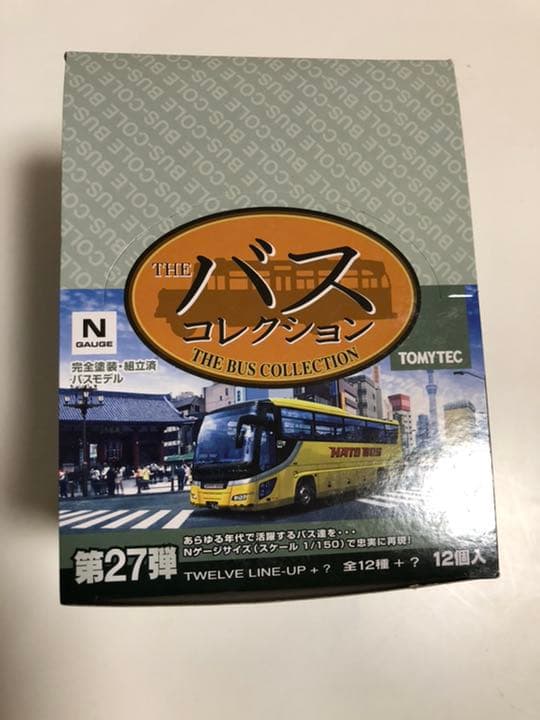 BUS-COLLE BUS-COLLE BUS-COLLE
THE
バス
コレクション
THE BUS COLLECTION
N
GAUGE
完全塗装・組立済
バスモデル
TOMYTEC
HATO BUS
第27弾
あらゆる年代で活躍するバス達を・・・
Nゲージサイズ(スケール 1/150)で忠実に再現!
TWELVE LINE-UP + ? 全12種 + ? 12個入